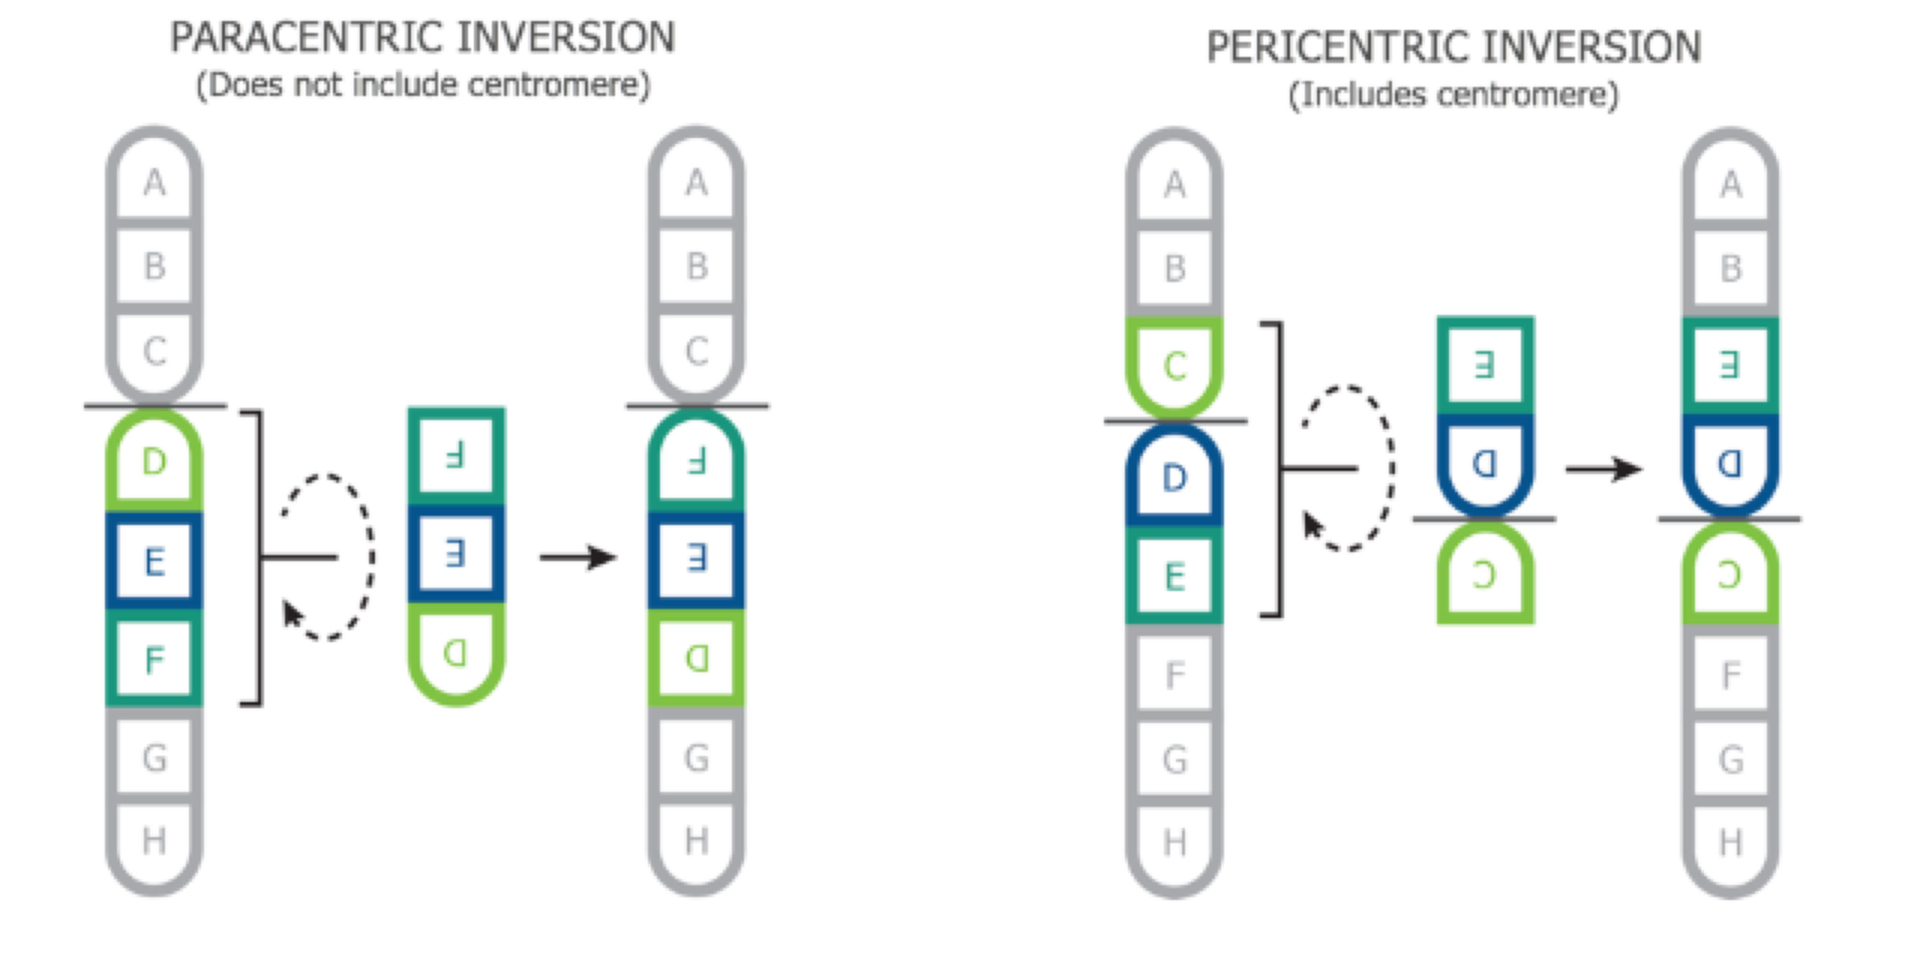 PARACENTRIC INVERSION
(Does not include centromere)
A
B
C
D
E
F
G
H
F
E
D
A
B
C
F
E
D
G
H
PERICENTRIC INVERSION
(Includes centromere)
A
B
C
D
E
F
G
H
E
D
C
A
B
E
D
C
F
G
H